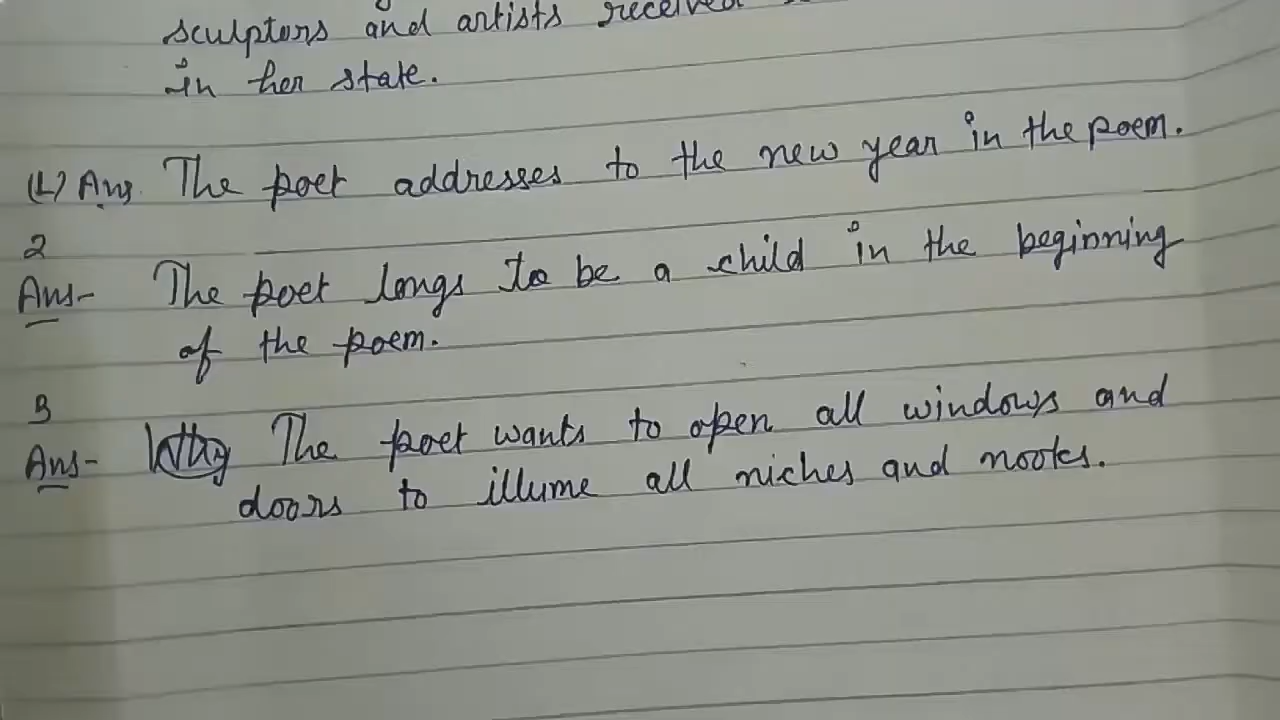 sculptors and artists received
in her state.
(1) Ans. The poet addresses to the new year in the poem.
2
Ans- The poet longs to be a child in the beginning
of the poem.
3
Ans- Why The poet wants to open all windows and
doors to illume all niches and nooks.